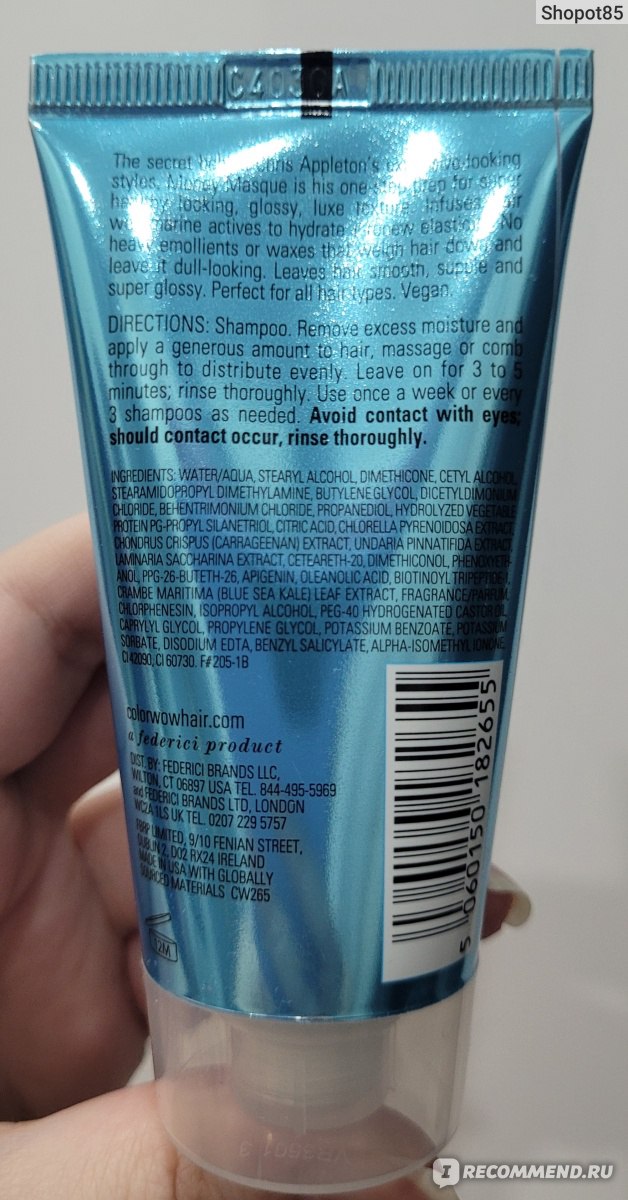 Shopot85
C4030A
The secret Chris Appleton's looking
styles. Money Masque is his one-step prep for
looking, glossy, luxe texture. Infuses hair
marine actives to hydrate renew No
heavy emollients or waxes that weigh hair down and
leave it dull-looking. Leaves hair smooth, supple and
super glossy. Perfect for all hair types. Vegan.
DIRECTIONS: Shampoo. Remove excess moisture and
apply a generous amount to hair, massage or comb
through to distribute evenly. Leave on for 3 to 5
minutes; rinse thoroughly. Use once a week or every
3 shampoos as needed. Avoid contact with eyes;
should contact occur, rinse thoroughly.
INGREDIENTS: WATER/AQUA, STEARYL ALCOHOL, DIMETHICONE, CETYL ALCOHOL,
STEARAMIDOPROPYL DIMETHYLAMINE, BUTYLENE GLYCOL, DICETYLDIMONIUM
CHLORIDE, BEHENTRIMONIUM CHLORIDE, PROPANEDIOL, HYDROLYZED VEGETABLE
PROTEIN PG-PROPYL SILANETRIOL, CITRIC ACID, CHLORELLA PYRENOIDOSA EXTRACT,
CHONDRUS CRISPUS (CARRAGEENAN) EXTRACT, UNDARIA PINNATIFIDA EXTRACT,
LAMINARIA SACCHARINA EXTRACT, CETEARETH-20, DIMETHICONOL, PHENOXYETH-
ANOL, PPG-26-BUTETH-26, APIGENIN, OLEANOLIC ACID, BIOTINOYL TRIPEPTIDE-1,
CRAMBE MARITIMA (BLUE SEA KALE) LEAF EXTRACT, FRAGRANCE/PARFUM,
CHLORPHENESIN, ISOPROPYL ALCOHOL, PEG-40 HYDROGENATED CASTOR OIL,
CAPRYLYL GLYCOL, PROPYLENE GLYCOL, POTASSIUM BENZOATE, POTASSIUM
SORBATE, DISODIUM EDTA, BENZYL SALICYLATE, ALPHA-ISOMETHYL IONONE,
CI 42090, CI 60730. F#205-1B
colorwowhair.com
a federici product
DIST. BY: FEDERICI BRANDS LLC,
WILTON, CT 06897 USA TEL. 844-495-5969
and FEDERICI BRANDS LTD, LONDON
WC2A 1LS UK TEL. 0207 229 5757
FBRP LIMITED, 9/10 FENIAN STREET,
DUBLIN 2, D02 RX24 IRELAND
MADE IN USA WITH GLOBALLY
SOURCED MATERIALS CW265
12M
5 060150 182655
IRECOMMEND.RU